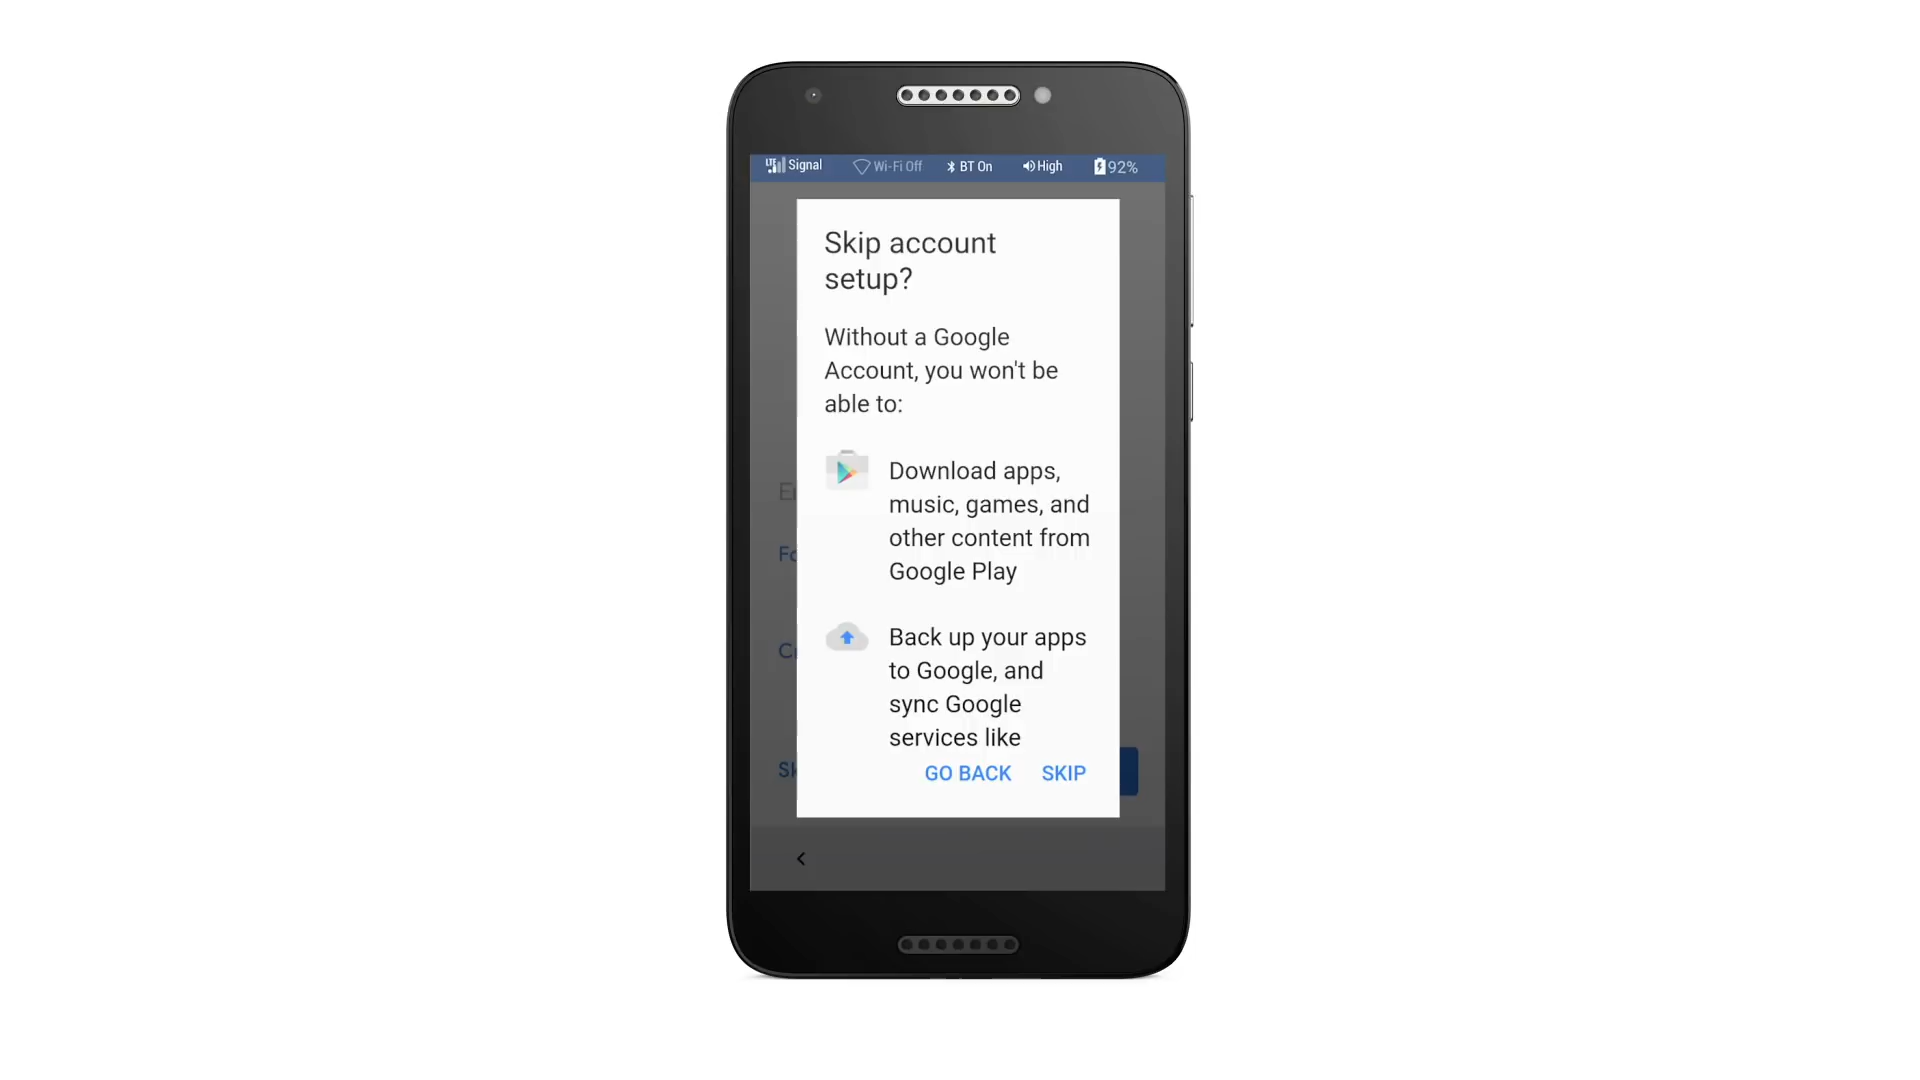 Signal Wi-Fi Off BT On High 92%
Skip account
setup?
Without a Google
Account, you won't be
able to:
Download apps,
music, games, and
other content from
Google Play
Back up your apps
to Google, and
sync Google
services like
GO BACK SKIP